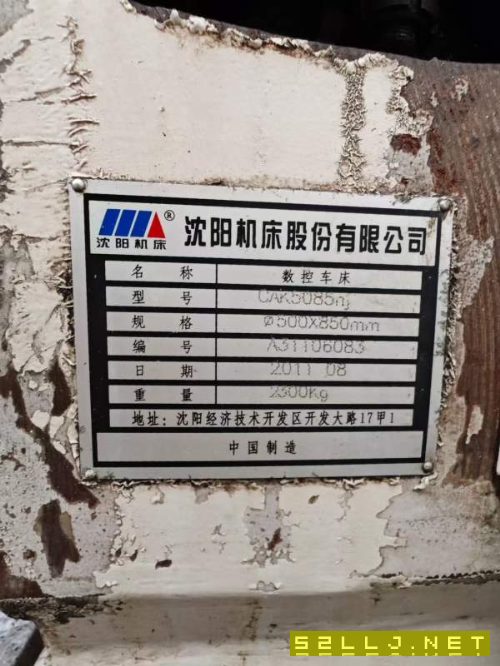 沈阳机床® 沈阳机床股份有限公司
名称 数控车床
型号 CAK5085nj
规格 ø500X850mm
编号 A31106083
日期 2011 08
重量 2300Kg
地址: 沈阳经济技术开发区开发大路17甲1
中国制造
52LLJ.NET